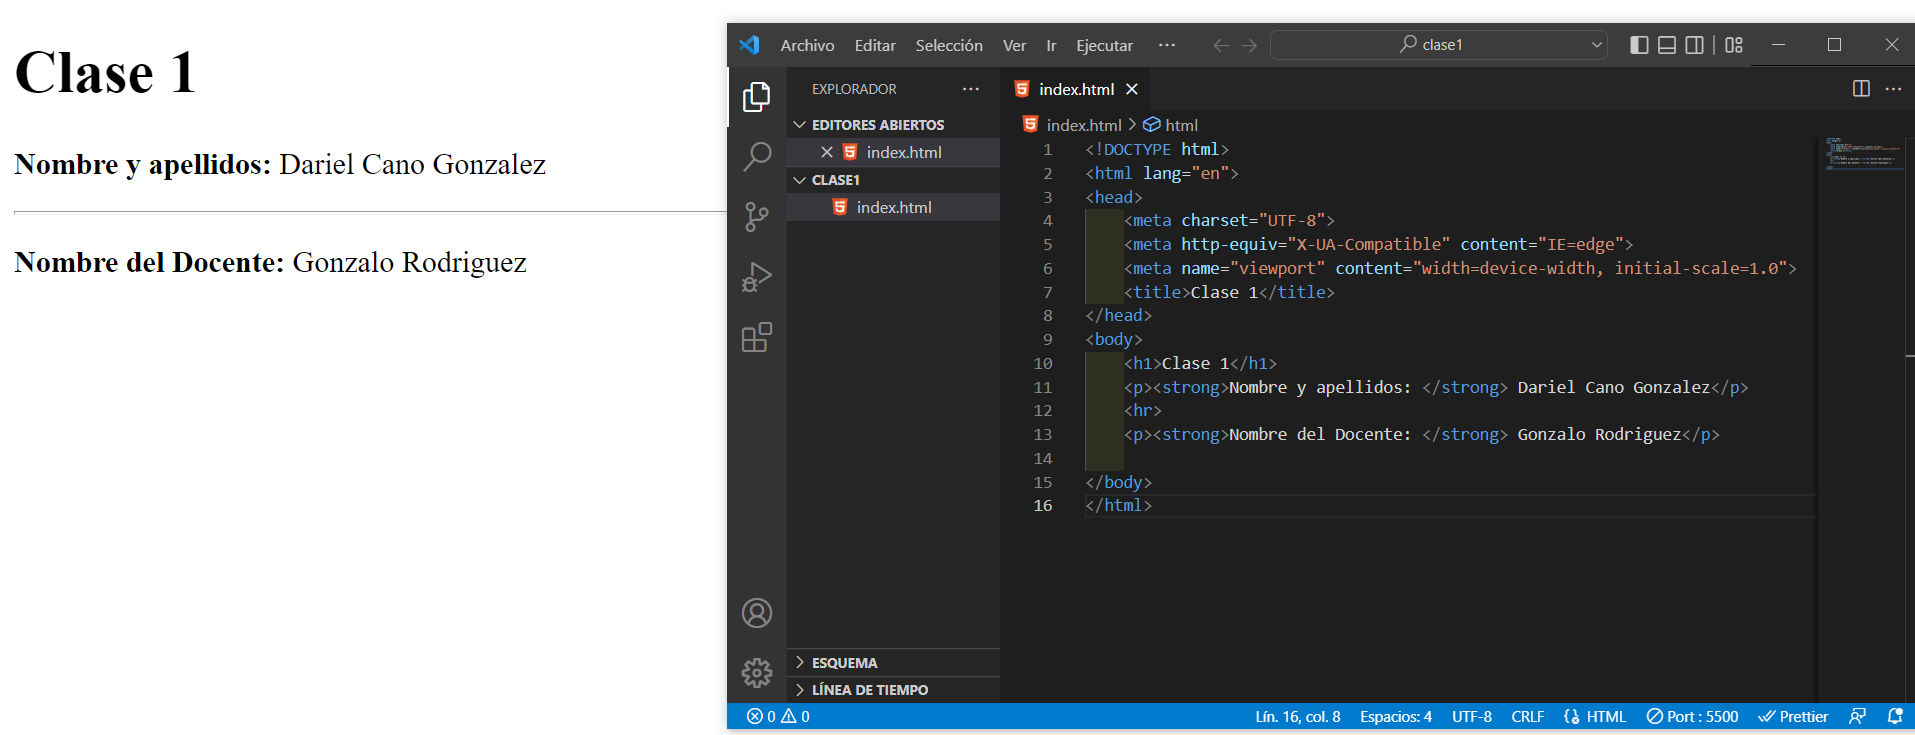 Clase 1
Nombre y apellidos: Dariel Cano Gonzalez
Nombre del Docente: Gonzalo Rodriguez
Archivo Editar Selección Ver Ir Ejecutar ··· clase1
EXPLORADOR ···
EDITORES ABIERTOS
index.html
CLASE1
index.html
ESQUEMA
LÍNEA DE TIEMPO
index.html
index.html > html
1 <!DOCTYPE html>
2 <html lang="en">
3 <head>
4 <meta charset="UTF-8">
5 <meta http-equiv="X-UA-Compatible" content="IE=edge">
6 <meta name="viewport" content="width=device-width, initial-scale=1.0">
7 <title>Clase 1</title>
8 </head>
9 <body>
10 <h1>Clase 1</h1>
11 <p><strong>Nombre y apellidos: </strong> Dariel Cano Gonzalez</p>
12 <hr>
13 <p><strong>Nombre del Docente: </strong> Gonzalo Rodriguez</p>
14
15 </body>
16 </html>
0 0 Lín. 16, col. 8 Espacios: 4 UTF-8 CRLF HTML Port : 5500 Prettier